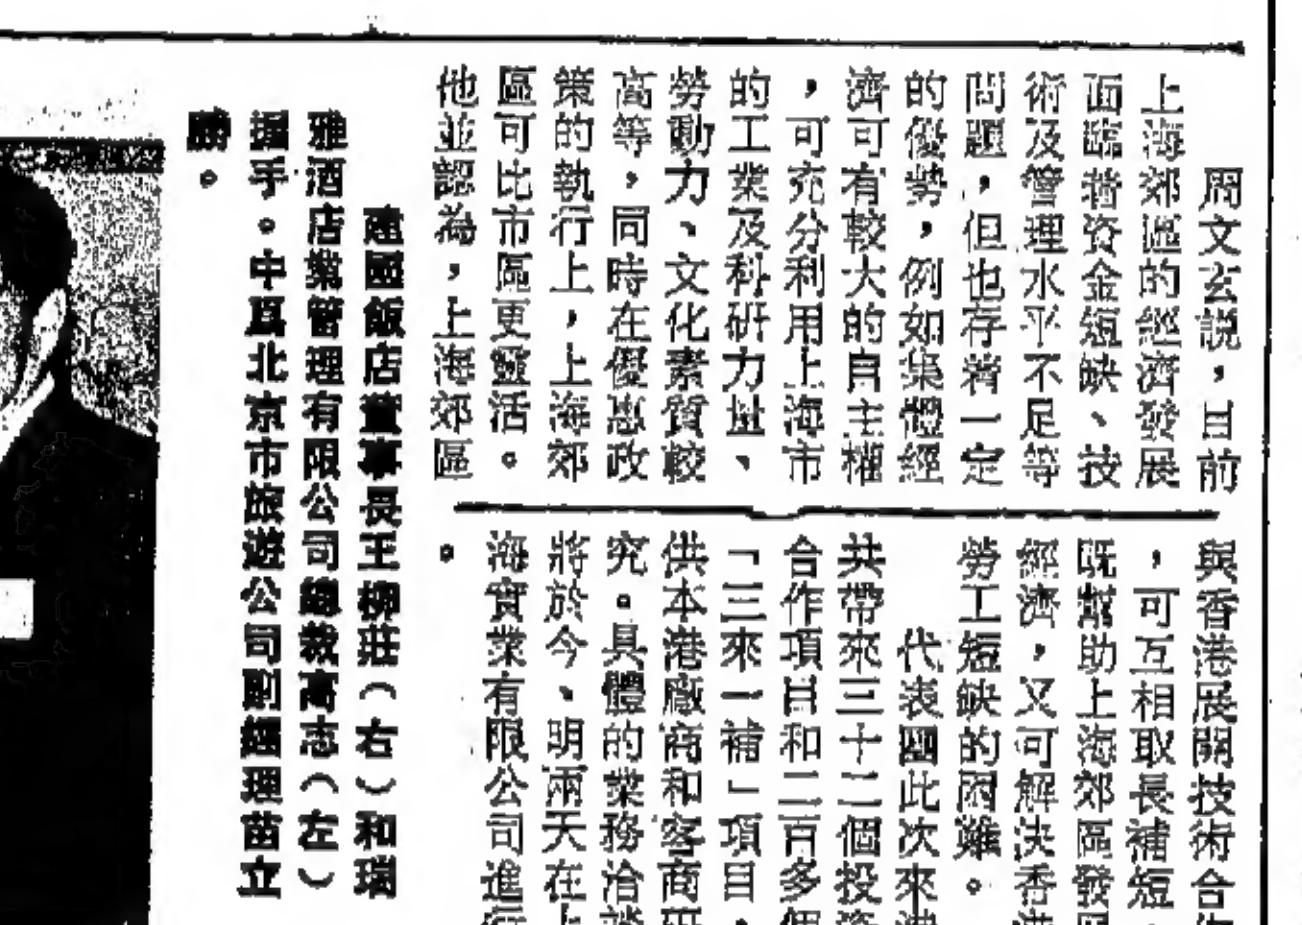 周文玄説，目前
上海郊區的經濟發展
面臨着資金短缺、技
術及管理水平不足等
問題，但也存着一定
的優勢，例如集體經
濟可有較大的自主權
，可充分利用上海市
的工業及科研力量、
勞動力、文化素質較
高等，同時在優惠政
策的執行上，上海郊
區可比市區更靈活。
他並認為，上海郊區
與香港展開技術合作
，可互相取長補短，
既幫助上海郊區發展
經濟，又可解決香港
勞工短缺的困難。
代表團此次來港
共帶來三十二個投資
合作項目和二百多個
「三來一補」項目，
供本港廠商和客商研
究。具體的業務洽談
將於今、明兩天在上
海實業有限公司進行
。
建國飯店董事長王柳莊（右）和瑞
雅酒店業管理有限公司總裁高志（左）
握手。中爲北京市旅遊公司副經理苗立
勝。